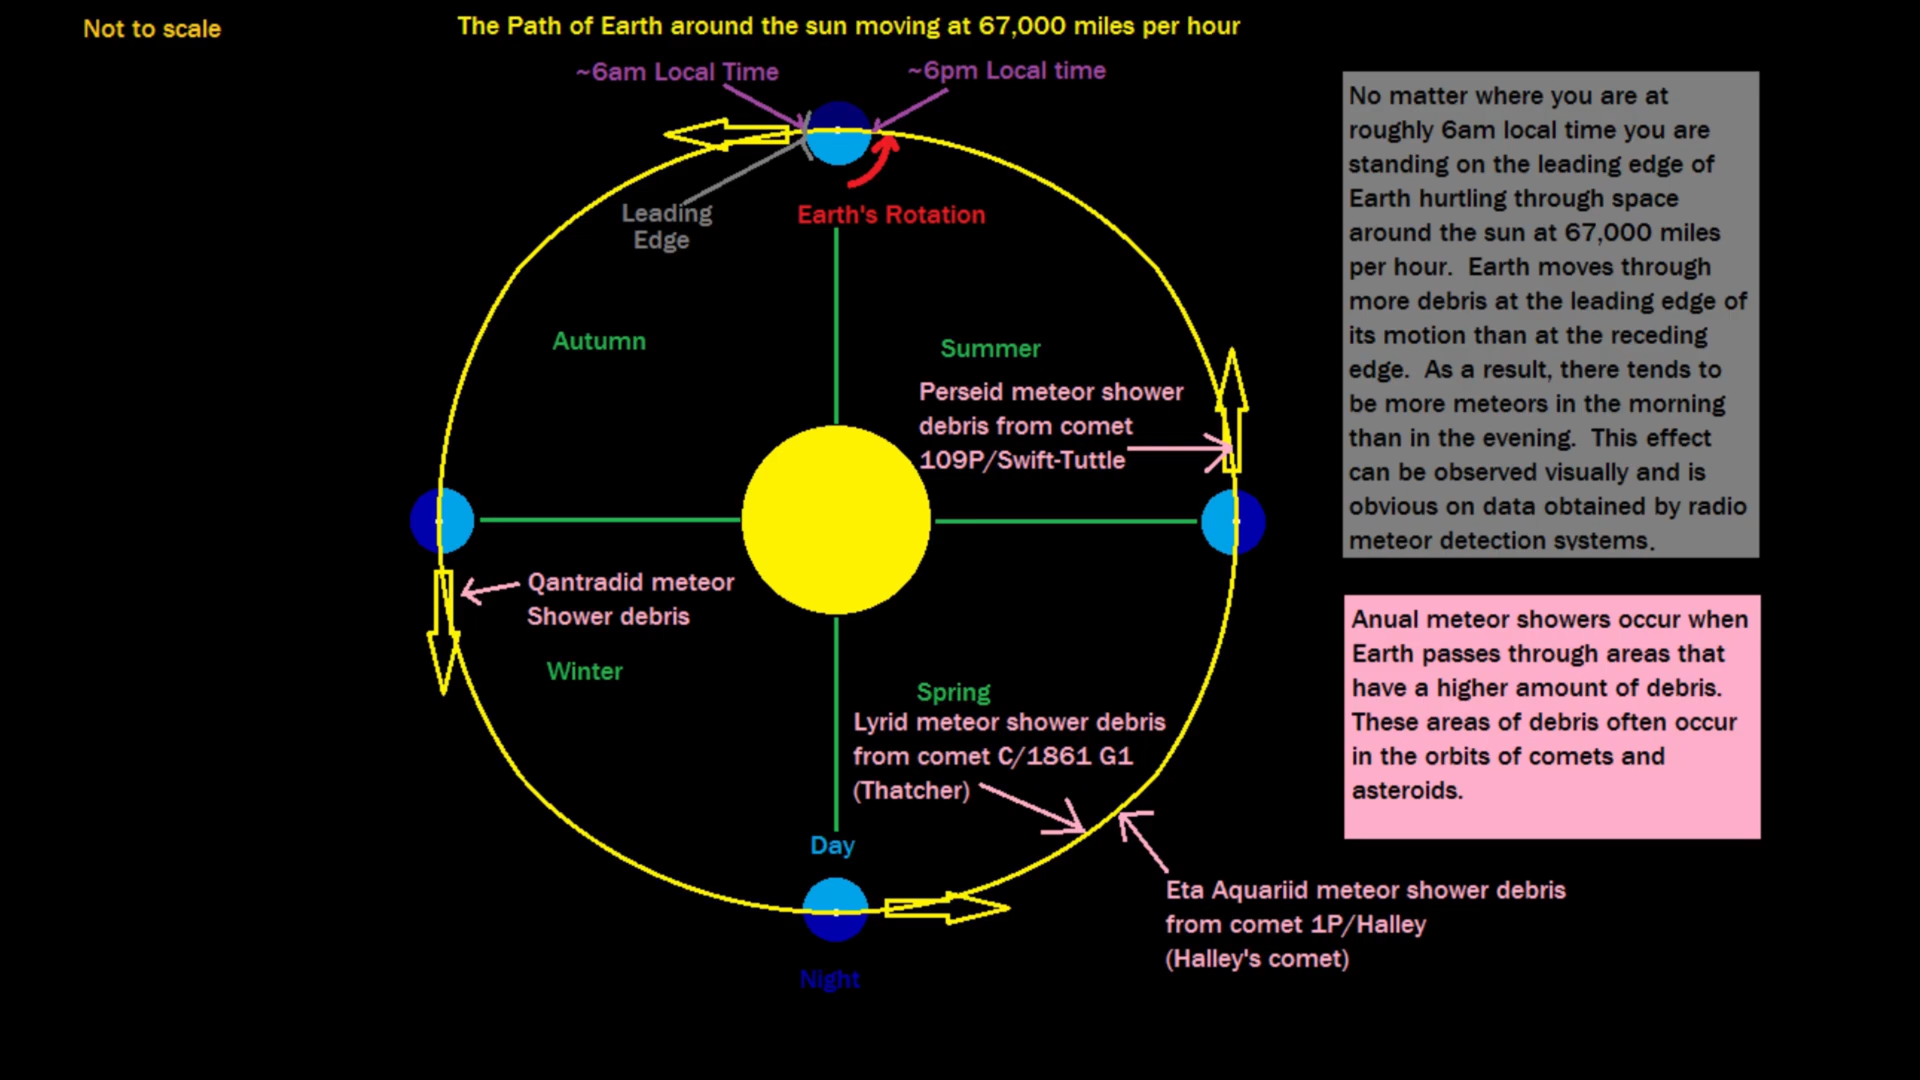 Not to scale
The Path of Earth around the sun moving at 67,000 miles per hour
~6am Local Time
~6pm Local time
Leading
Edge
Earth's Rotation
Autumn
Summer
Perseid meteor shower
debris from comet
109P/Swift-Tuttle
Qantradid meteor
Shower debris
Winter
Spring
Lyrid meteor shower debris
from comet C/1861 G1
(Thatcher)
Day
Night
Eta Aquariid meteor shower debris
from comet 1P/Halley
(Halley's comet)
No matter where you are at
roughly 6am local time you are
standing on the leading edge of
Earth hurtling through space
around the sun at 67,000 miles
per hour.  Earth moves through
more debris at the leading edge of
its motion than at the receding
edge.  As a result, there tends to
be more meteors in the morning
than in the evening.  This effect
can be observed visually and is
obvious on data obtained by radio
meteor detection systems.
Anual meteor showers occur when
Earth passes through areas that
have a higher amount of debris.
These areas of debris often occur
in the orbits of comets and
asteroids.